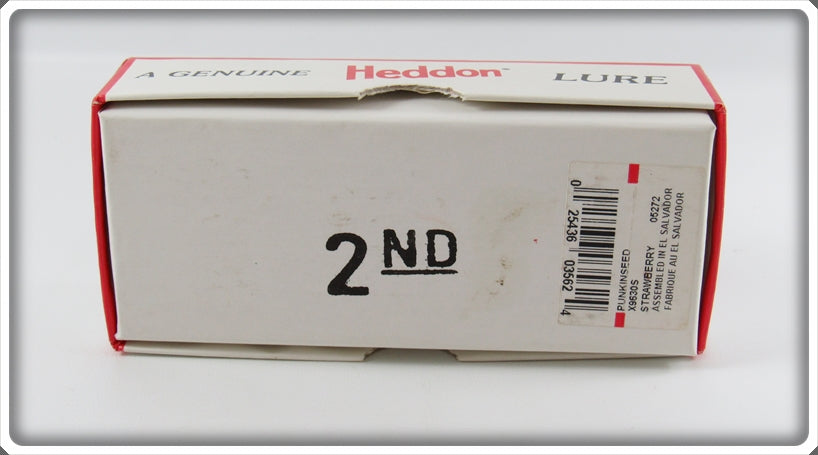 A GENUINE Heddon LURE
2ND
0 25436 03562 4
PUNKINSEED
X9630S
STRAWBERRY 05272
ASSEMBLED IN EL SALVADOR
FABRIQUE AU EL SALVADOR